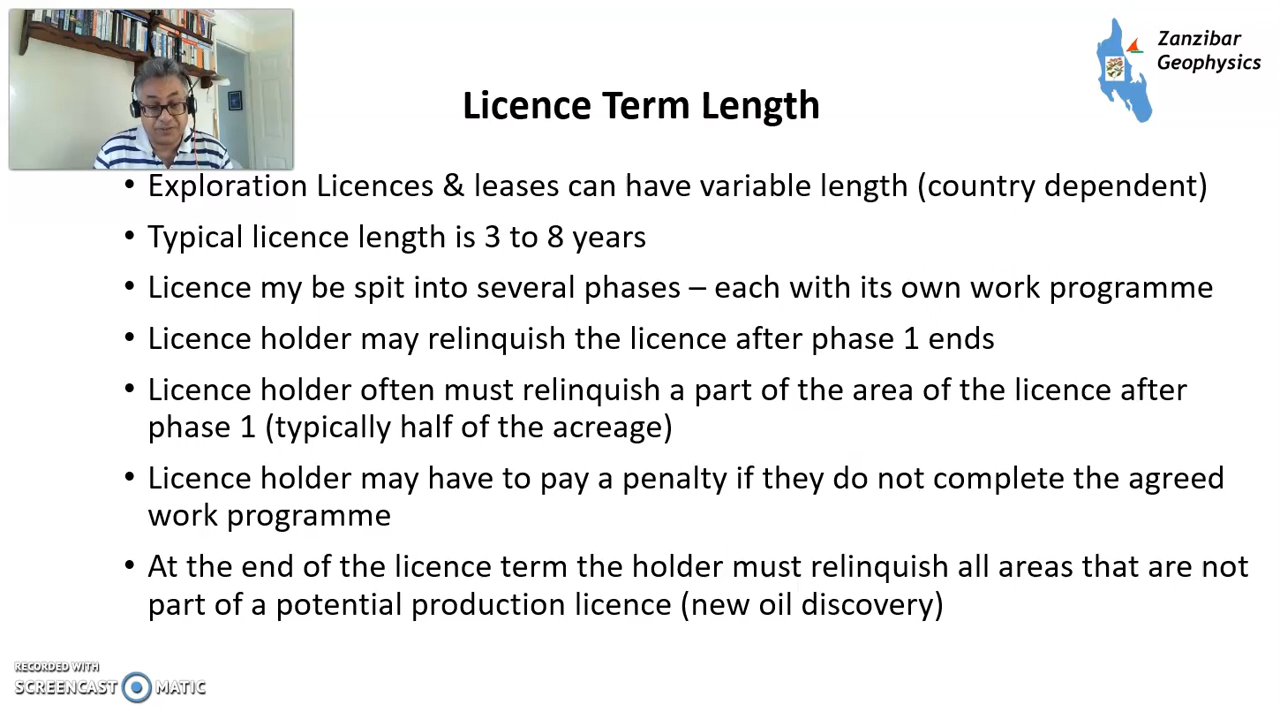 Zanzibar
Geophysics
Licence Term Length
• Exploration Licences & leases can have variable length (country dependent)
• Typical licence length is 3 to 8 years
• Licence my be spit into several phases – each with its own work programme
• Licence holder may relinquish the licence after phase 1 ends
• Licence holder often must relinquish a part of the area of the licence after
phase 1 (typically half of the acreage)
• Licence holder may have to pay a penalty if they do not complete the agreed
work programme
• At the end of the licence term the holder must relinquish all areas that are not
part of a potential production licence (new oil discovery)
RECORDED WITH
SCREENCAST MATIC